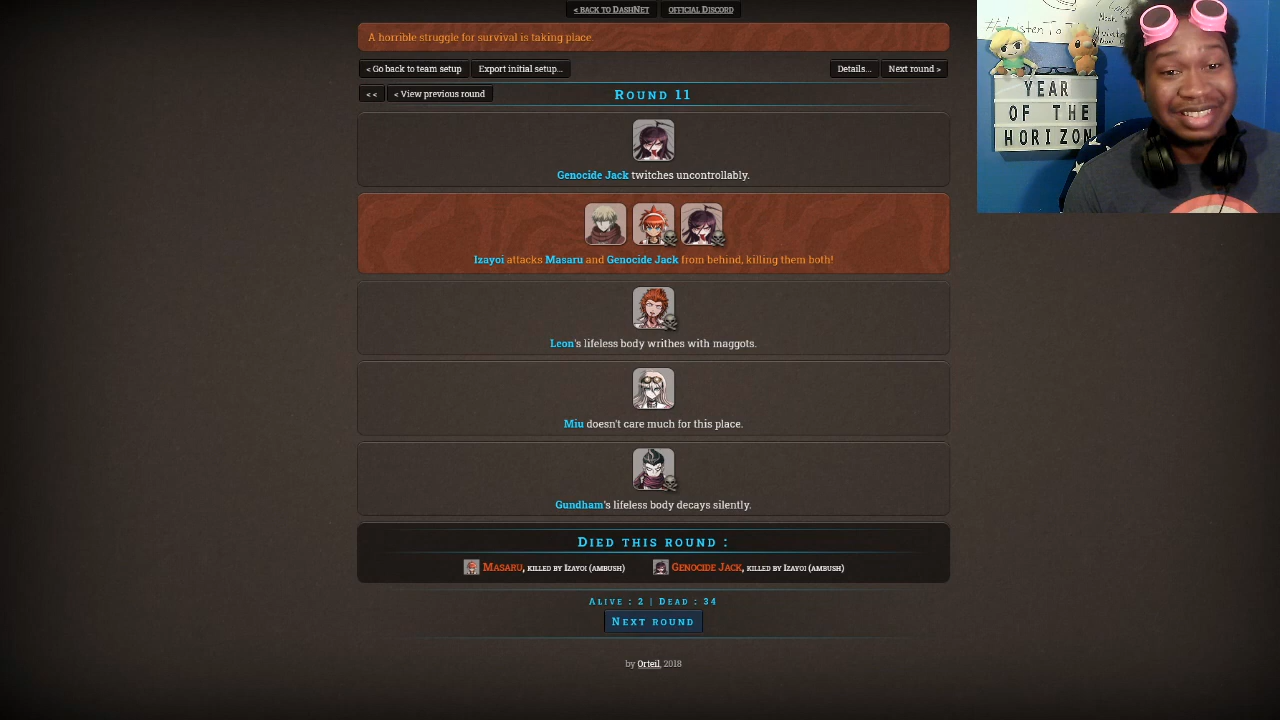 < BACK TO DASHNET
OFFICIAL DISCORD
A horrible struggle for survival is taking place.
< Go back to team setup
Export initial setup...
Details...
Next round >
< <
< View previous round
ROUND 11
Genocide Jack twitches uncontrollably.
Izayoi attacks Masaru and Genocide Jack from behind, killing them both!
Leon's lifeless body writhes with maggots.
Miu doesn't care much for this place.
Gundham's lifeless body decays silently.
DIED THIS ROUND :
MASARU, KILLED BY IZAYOI (AMBUSH)
GENOCIDE JACK, KILLED BY IZAYOI (AMBUSH)
ALIVE : 2 | DEAD : 34
NEXT ROUND
by Orteil, 2018
YEAR
OF THE
HORIZON